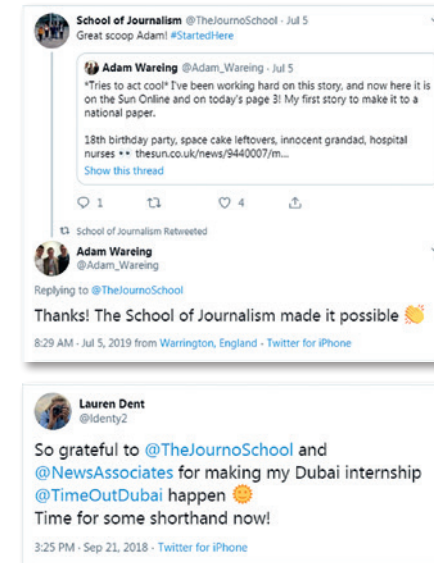 School of Journalism @TheJournoSchool · Jul 5
Great scoop Adam! #StartedHere
Adam Wareing @Adam_Wareing · Jul 5
*Tries to act cool* I've been working hard on this story, and now here it is
on the Sun Online and on today's page 3! My first story to make it to a
national paper.
18th birthday party, space cake leftovers, innocent grandad, hospital
nurses 👀 thesun.co.uk/news/9440007/m...
Show this thread
1 4
School of Journalism Retweeted
Adam Wareing
@Adam_Wareing
Replying to @TheJournoSchool
Thanks! The School of Journalism made it possible 👏
8:29 AM · Jul 5, 2019 from Warrington, England · Twitter for iPhone
Lauren Dent
@ldenty2
So grateful to @TheJournoSchool and
@NewsAssociates for making my Dubai internship
@TimeOutDubai happen 🌞
Time for some shorthand now!
3:25 PM · Sep 21, 2018 · Twitter for iPhone